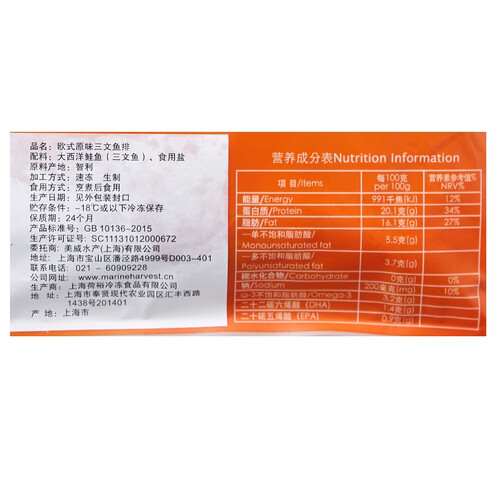 品名：欧式原味三文鱼排
配料：大西洋鲑鱼（三文鱼）、食用盐
原料产地：智利
加工方式：速冻 生制
食用方式：烹煮后食用
生产日期：见外包装封口
贮存条件：-18℃或以下冷冻保存
保质期：24个月
产品标准号：GB 10136-2015
生产许可证号：SC11131012000672
委托商：美威水产(上海)有限公司
地址：上海市宝山区潘泾路4999号D003-401
联系电话：021 - 60909228
网址：www.marineharvest.com.cn
生产商：上海荷裕冷冻食品有限公司
地址：上海市奉贤现代农业园区汇丰西路
1438号201401
产 地：上海市
营养成分表Nutrition Information
项 目/Items 每100克 per 100g 营养素参考值% NRV%
能量/Energy 991千焦(kJ) 12%
蛋白质/Protein 20.1克(g) 34%
脂肪/Fat 16.1克(g) 27%
—单不饱和脂肪酸/
Monounsaturated fat 5.5克(g)
—多不饱和脂肪酸/
Polyunsaturated fat 3.7克(g)
碳水化合物/Carbohydrate 0克(g) 0%
钠/Sodium 200毫克(mg) 10%
ω-3不饱和脂肪酸/Omega-3 3.2克(g)
二十二碳六烯酸/ (DHA) 1.4克(g)
二十碳五烯酸/ (EPA) 0.9克(g)